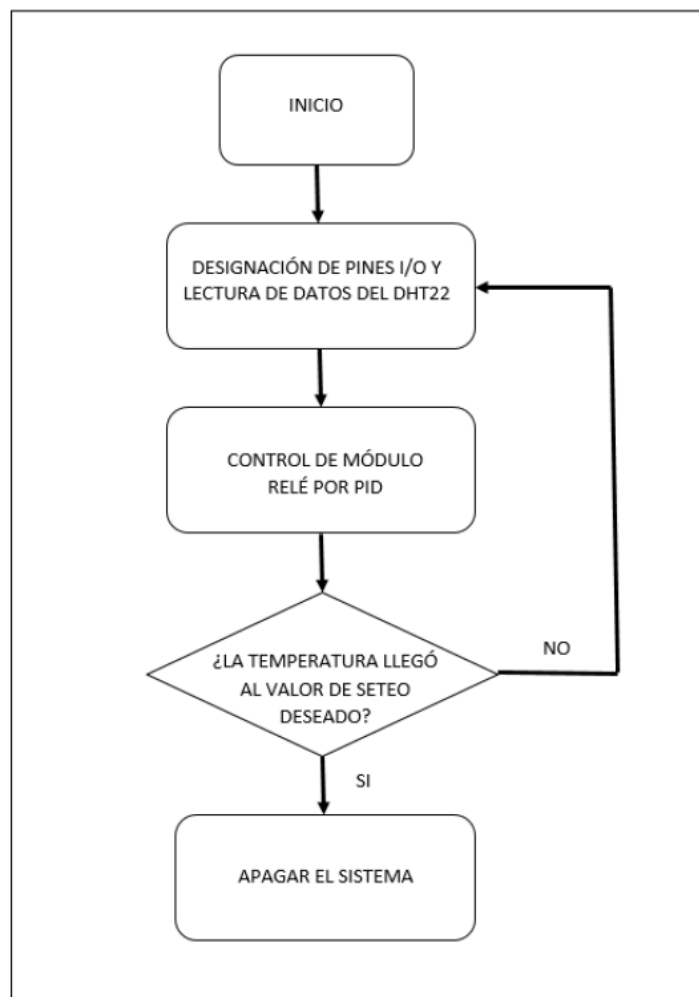 INICIO
DESIGNACIÓN DE PINES I/O Y
LECTURA DE DATOS DEL DHT22
CONTROL DE MÓDULO
RELÉ POR PID
¿LA TEMPERATURA LLEGÓ
AL VALOR DE SETEO
DESEADO?
NO
SI
APAGAR EL SISTEMA